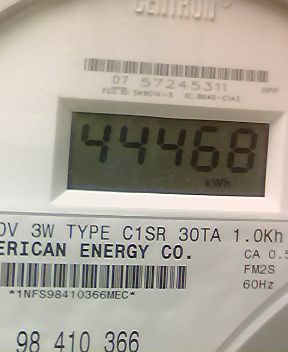 CENTRON
07 57245311 HPP
44468
kWh
0V 3W TYPE C1SR 30TA 1.0Kh
ERICAN ENERGY CO. CA 0.5
FM2S
*1NFS98410366MEC* 60Hz
98 410 366